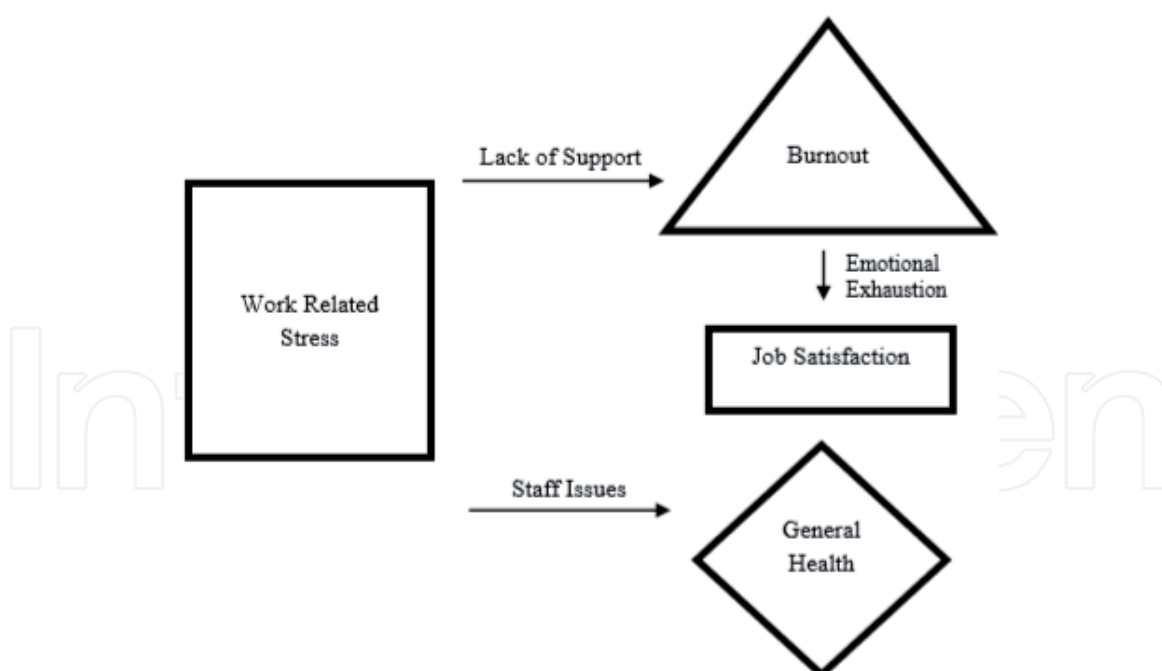 Lack of Support
Burnout
Emotional
Exhaustion
Work Related
Stress
Job Satisfaction
Staff Issues
General
Health